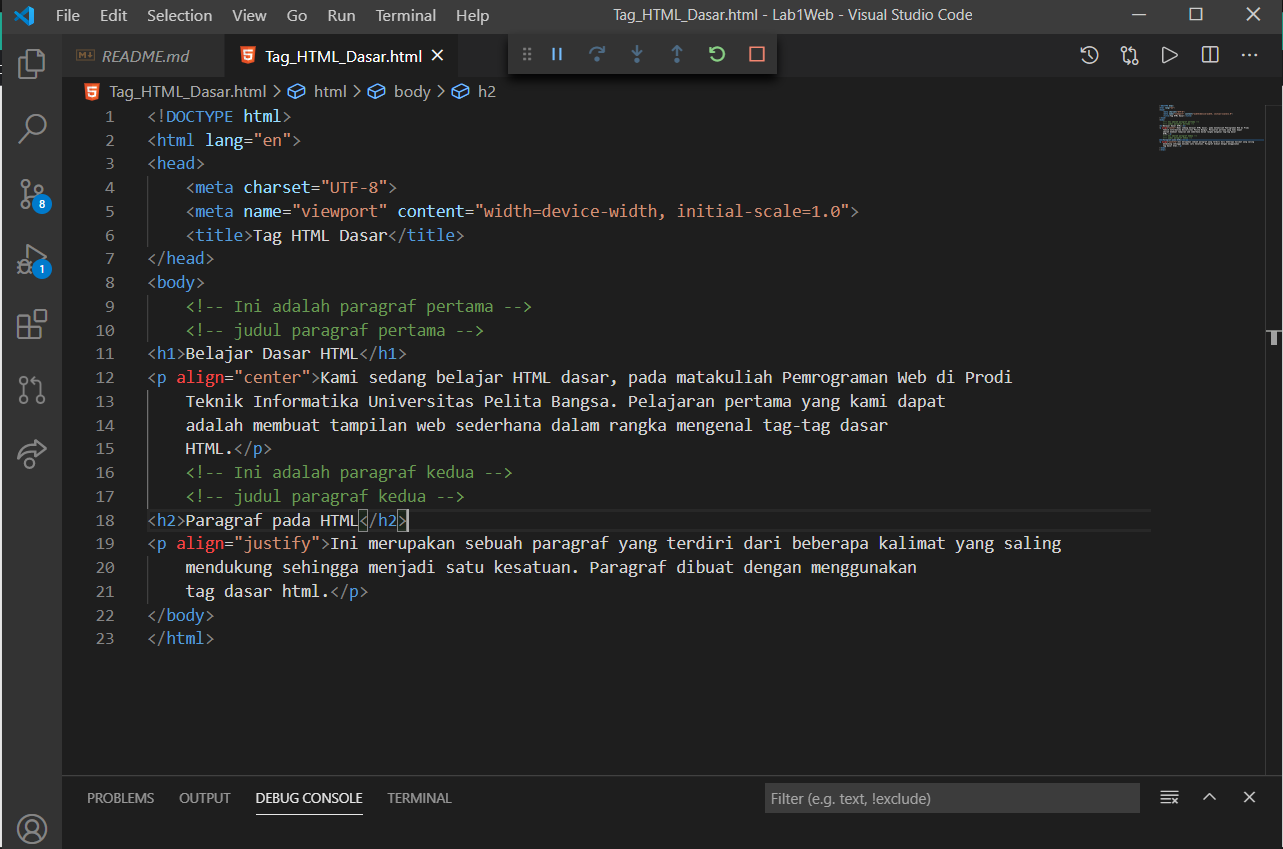 File Edit Selection View Go Run Terminal Help Tag_HTML_Dasar.html - Lab1Web - Visual Studio Code
README.md Tag_HTML_Dasar.html
Tag_HTML_Dasar.html > html > body > h2
1 <!DOCTYPE html>
2 <html lang="en">
3 <head>
4 <meta charset="UTF-8">
5 <meta name="viewport" content="width=device-width, initial-scale=1.0">
6 <title>Tag HTML Dasar</title>
7 </head>
8 <body>
9 <!-- Ini adalah paragraf pertama -->
10 <!-- judul paragraf pertama -->
11 <h1>Belajar Dasar HTML</h1>
12 <p align="center">Kami sedang belajar HTML dasar, pada matakuliah Pemrograman Web di Prodi
13 Teknik Informatika Universitas Pelita Bangsa. Pelajaran pertama yang kami dapat
14 adalah membuat tampilan web sederhana dalam rangka mengenal tag-tag dasar
15 HTML.</p>
16 <!-- Ini adalah paragraf kedua -->
17 <!-- judul paragraf kedua -->
18 <h2>Paragraf pada HTML</h2>
19 <p align="justify">Ini merupakan sebuah paragraf yang terdiri dari beberapa kalimat yang saling
20 mendukung sehingga menjadi satu kesatuan. Paragraf dibuat dengan menggunakan
21 tag dasar html.</p>
22 </body>
23 </html>
8
1
PROBLEMS OUTPUT DEBUG CONSOLE TERMINAL Filter (e.g. text, !exclude)